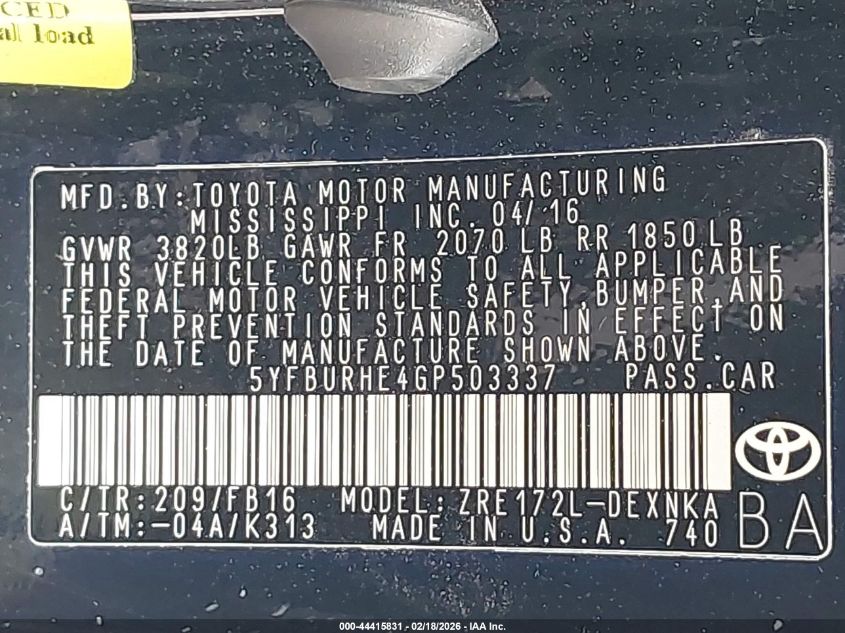 CED
al load
MFD.BY:TOYOTA MOTOR MANUFACTURING
MISSISSIPPI INC. 04/16
GVWR 3820LB GAWR FR 2070 LB RR 1850 LB
THIS VEHICLE CONFORMS TO ALL APPLICABLE
FEDERAL MOTOR VEHICLE SAFETY,BUMPER,AND
THEFT PREVENTION STANDARDS IN EFFECT ON
THE DATE OF MANUFACTURE SHOWN ABOVE.
5YFBURHE4GP503337 PASS.CAR
C/TR:209/FB16 MODEL:ZRE172L-DEXNKA
A/TM:-04A/K313 MADE IN U.S.A. 740 BA
000-44415831 - 02/18/2026 - IAA Inc.